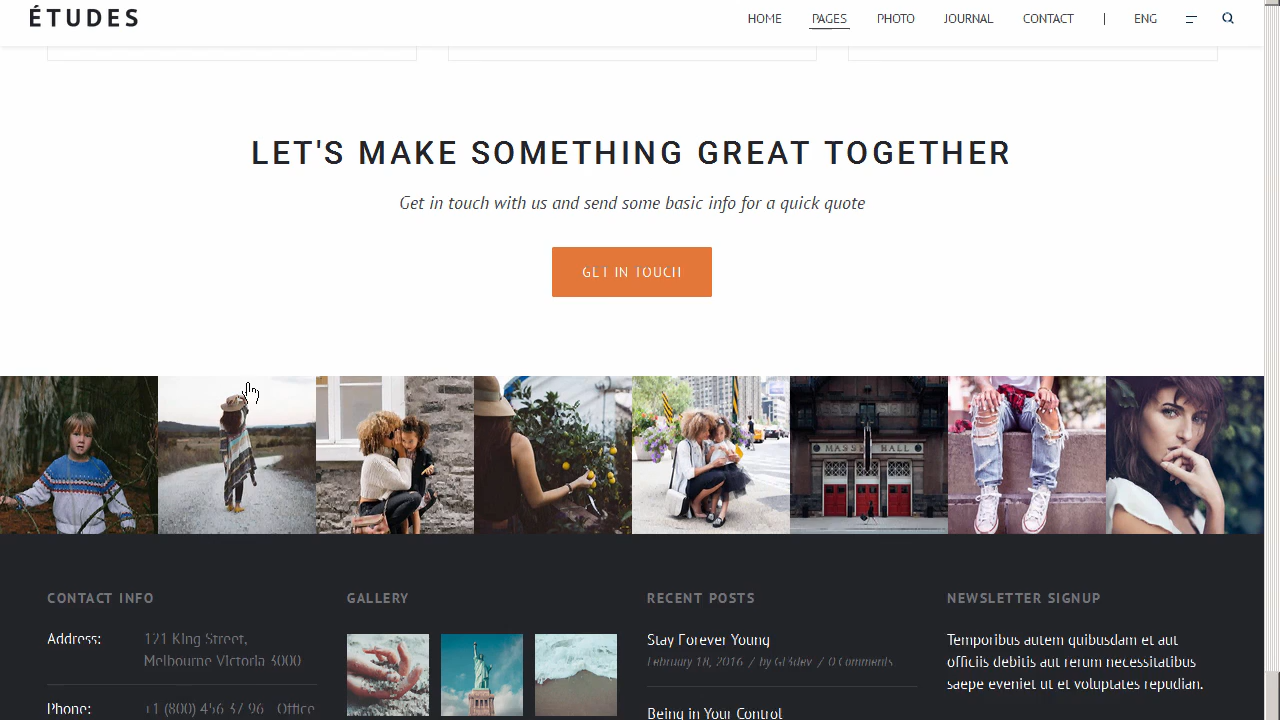 ÉTUDES
HOME PAGES PHOTO JOURNAL CONTACT | ENG
LET'S MAKE SOMETHING GREAT TOGETHER
Get in touch with us and send some basic info for a quick quote
GET IN TOUCH
MASSEY HALL
CONTACT INFO
Address: 121 King Street,
Melbourne Victoria 3000
Phone: +1 (800) 456 37 96 Office
GALLERY
RECENT POSTS
Stay Forever Young
February 18, 2016 / by GT3dev / 0 Comments
Being in Your Control
NEWSLETTER SIGNUP
Temporibus autem quibusdam et aut
officiis debitis aut rerum necessitatibus
saepe eveniet ut et voluptates repudian.